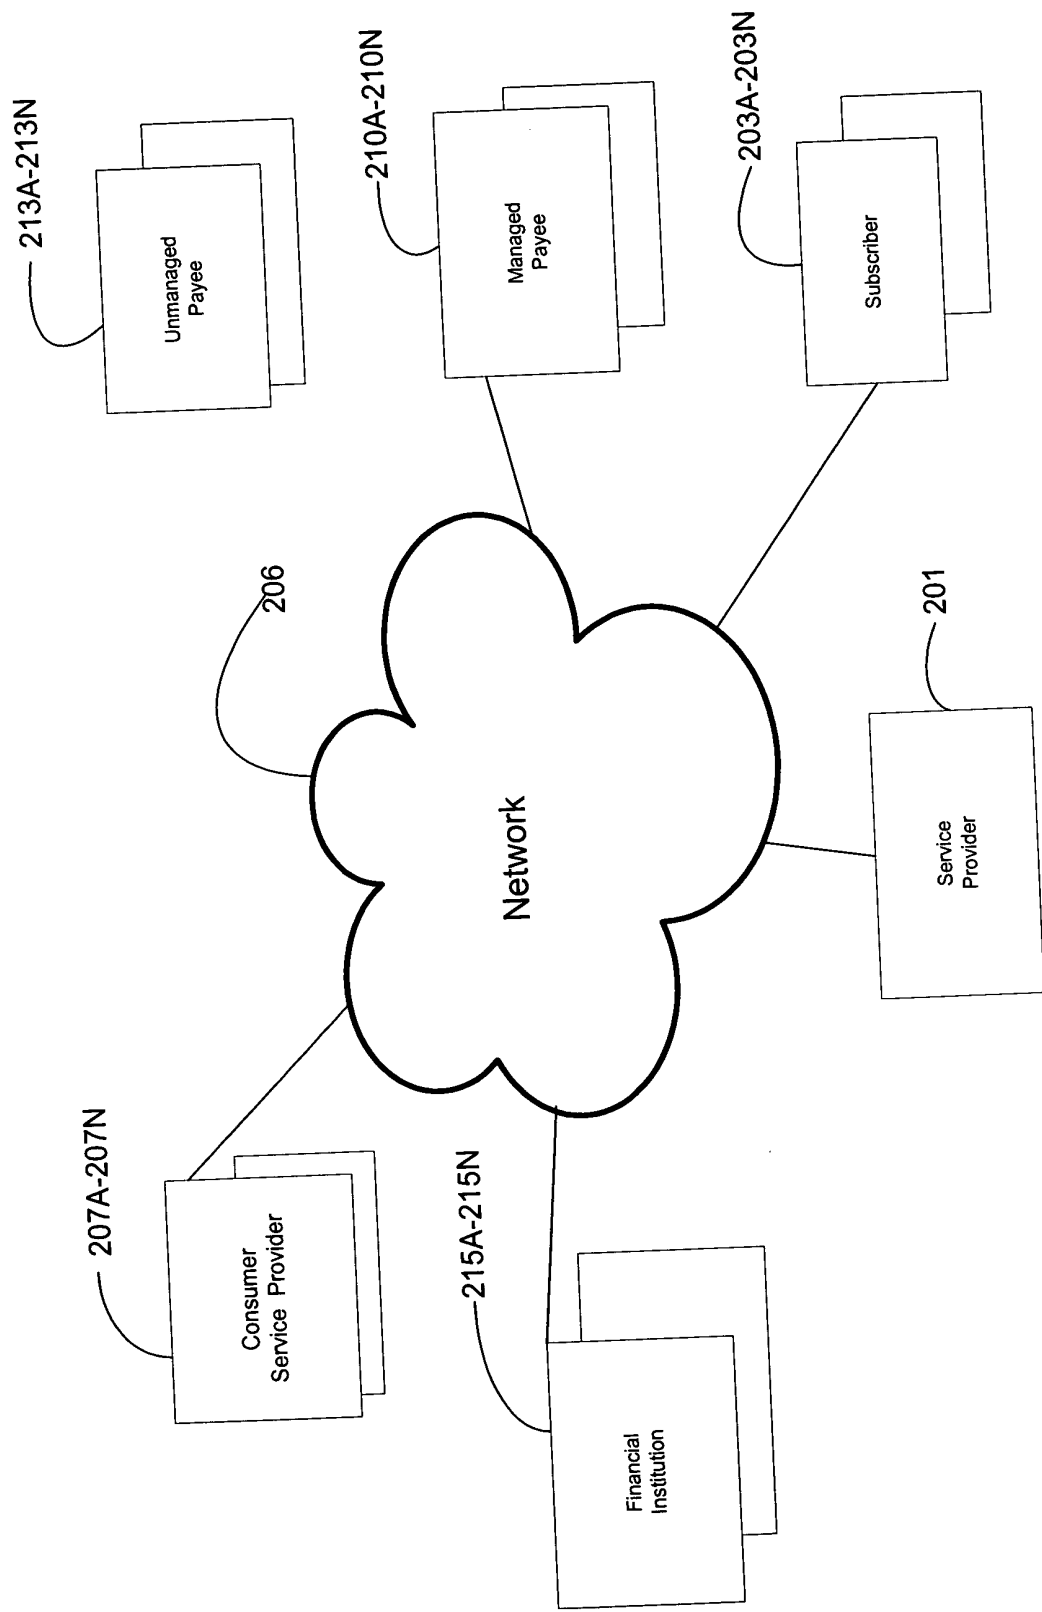 207A-207N
Consumer
Service Provider
206
213A-213N
Unmanaged
Payee
215A-215N
Financial
Institution
Network
210A-210N
Managed
Payee
201
Service
Provider
203A-203N
Subscriber